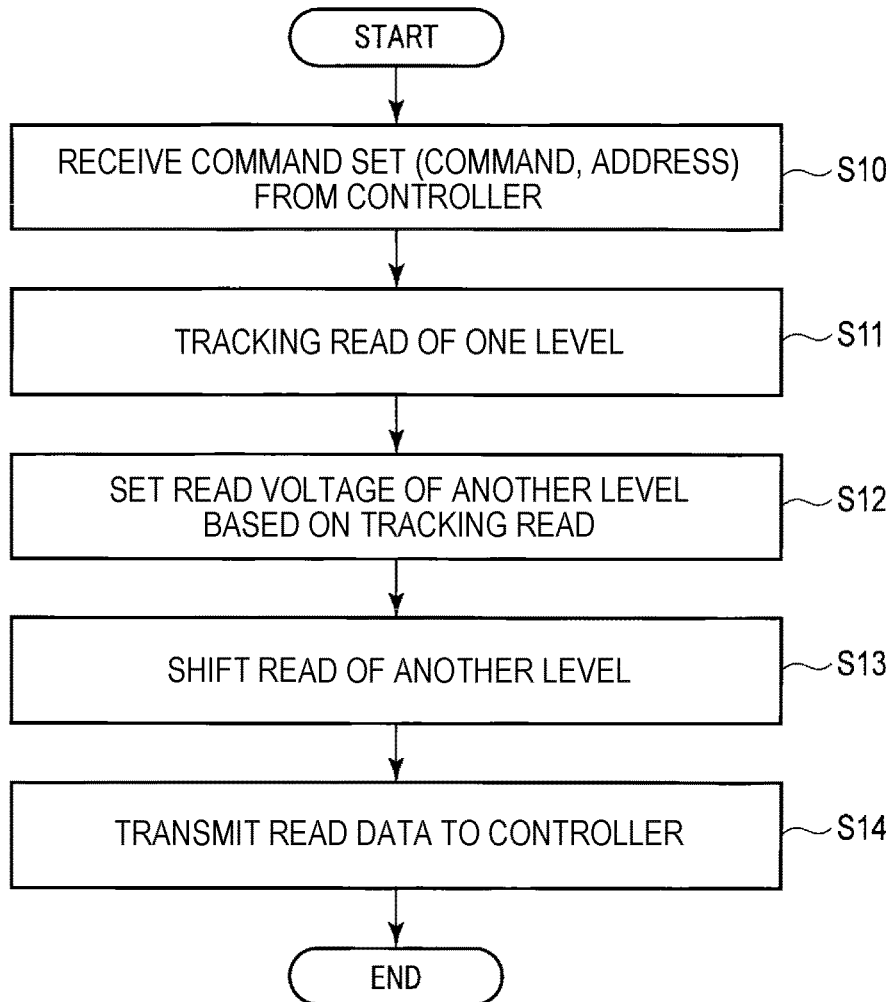 START
RECEIVE COMMAND SET (COMMAND, ADDRESS)
FROM CONTROLLER
S10
TRACKING READ OF ONE LEVEL
S11
SET READ VOLTAGE OF ANOTHER LEVEL
BASED ON TRACKING READ
S12
SHIFT READ OF ANOTHER LEVEL
S13
TRANSMIT READ DATA TO CONTROLLER
S14
END